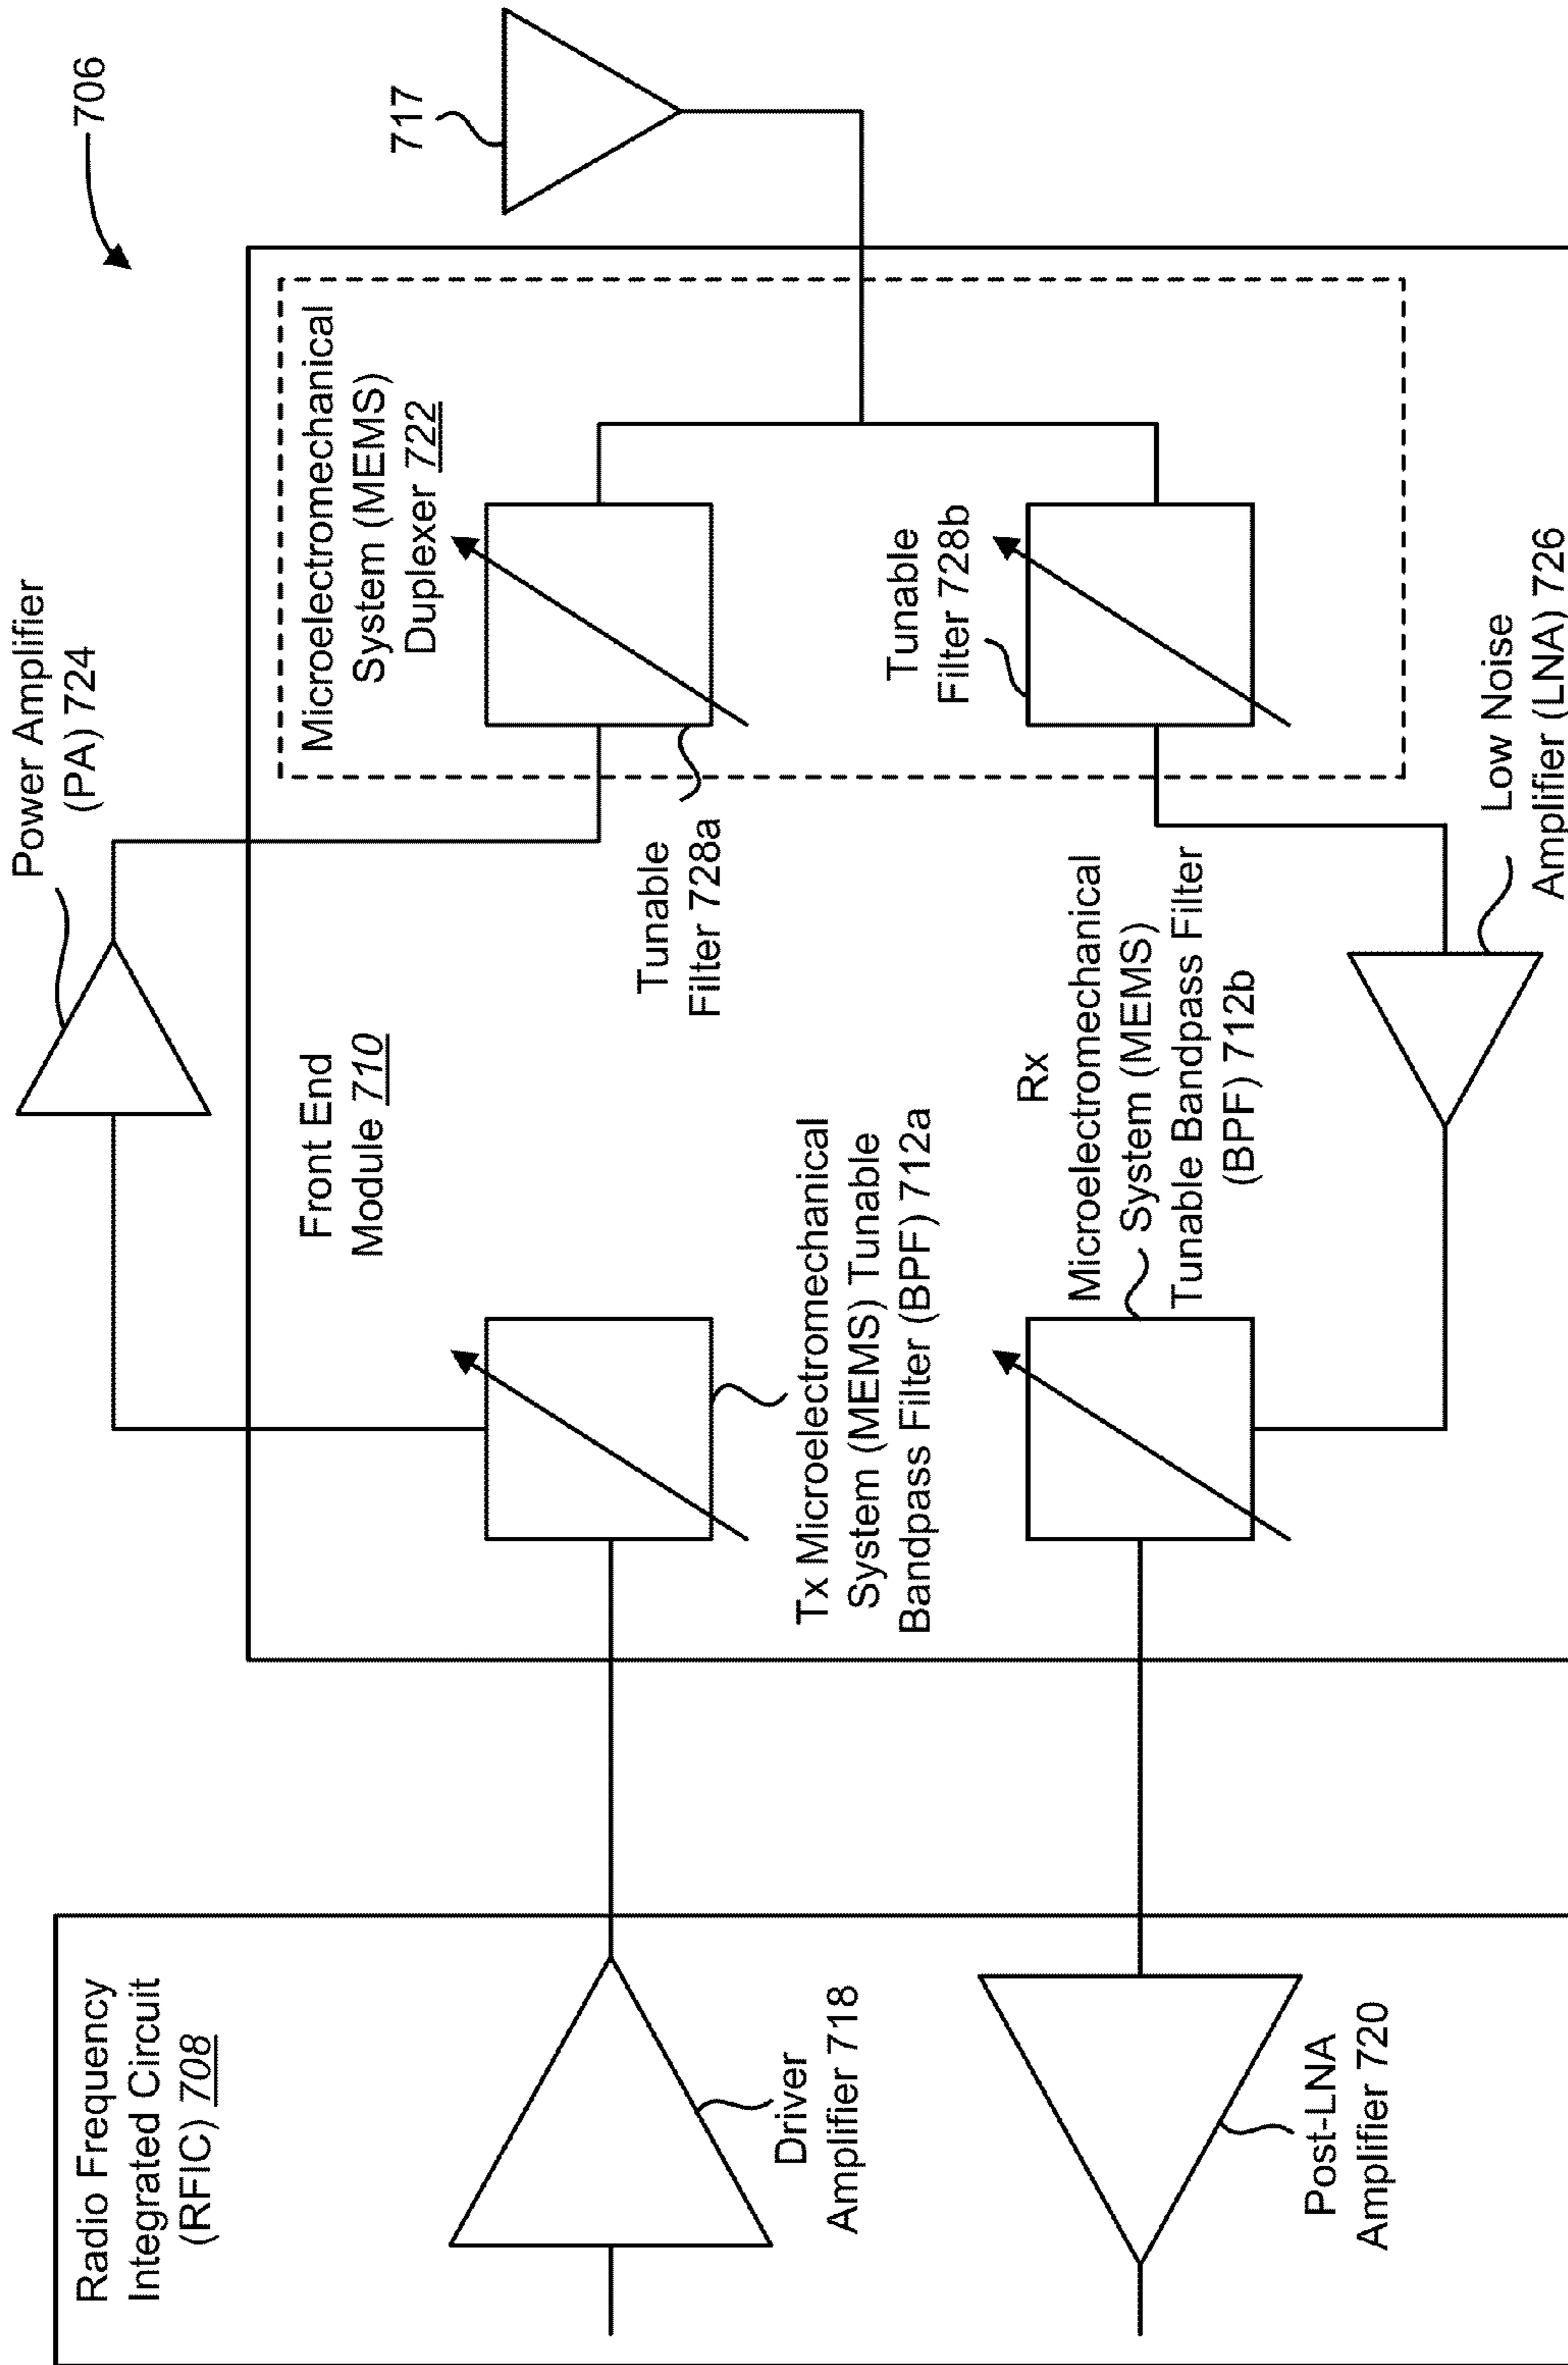 706
Power Amplifier
(PA) 724
717
Radio Frequency
Integrated Circuit
(RFIC) 708
Front End
Module 710
Microelectromechanical
System (MEMS)
Duplexer 722
Tunable
Filter 728a
Tx Microelectromechanical
System (MEMS) Tunable
Bandpass Filter (BPF) 712a
Driver
Amplifier 718
Tunable
Filter 728b
Rx
Microelectromechanical
System (MEMS)
Tunable Bandpass Filter
(BPF) 712b
Post-LNA
Amplifier 720
Low Noise
Amplifier (LNA) 726